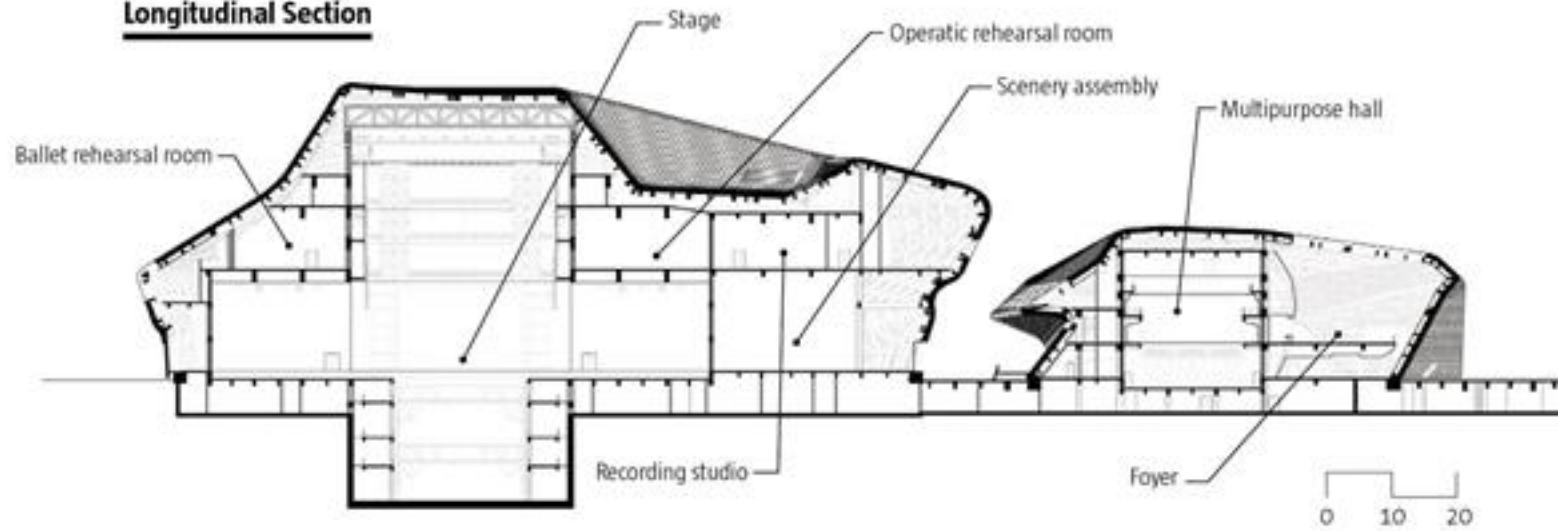 Longitudinal Section
Stage
Operatic rehearsal room
Scenery assembly
Multipurpose hall
Ballet rehearsal room
Recording studio
Foyer
0 10 20